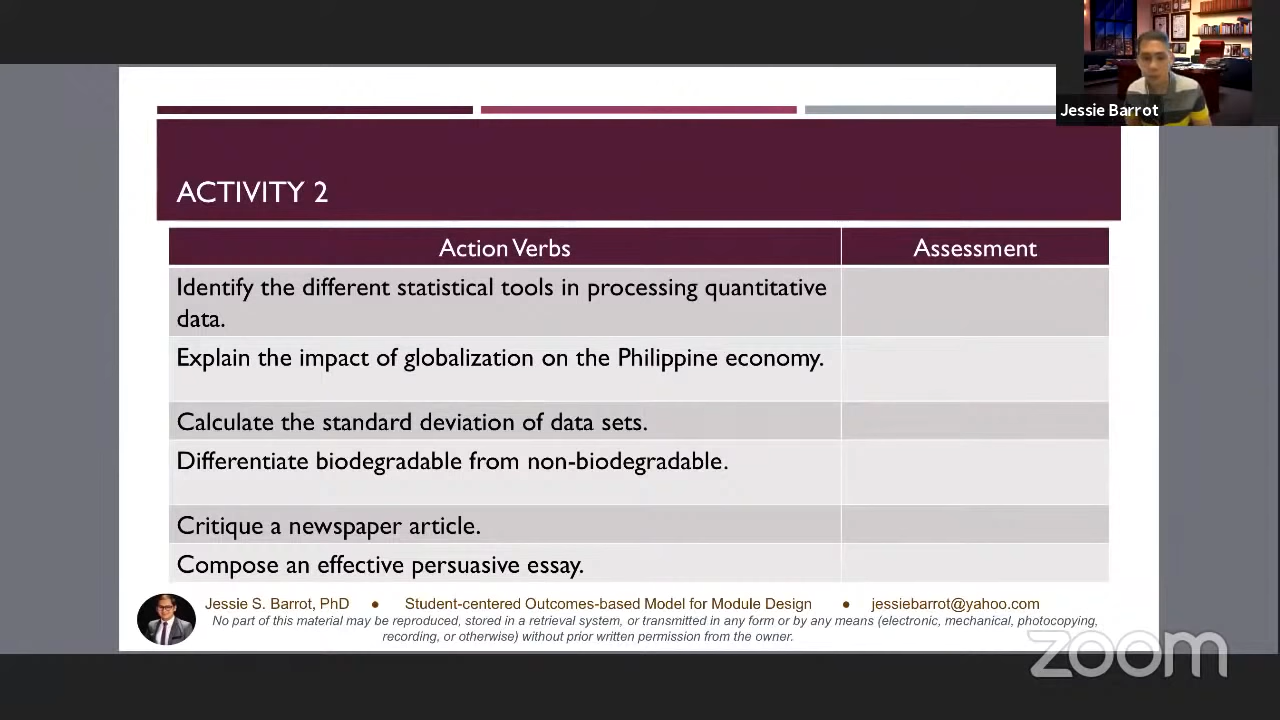 Jessie Barrot
ACTIVITY 2
Action Verbs
Assessment
Identify the different statistical tools in processing quantitative
data.
Explain the impact of globalization on the Philippine economy.
Calculate the standard deviation of data sets.
Differentiate biodegradable from non-biodegradable.
Critique a newspaper article.
Compose an effective persuasive essay.
Jessie S. Barrot, PhD ● Student-centered Outcomes-based Model for Module Design ● jessiebarrot@yahoo.com
No part of this material may be reproduced, stored in a retrieval system, or transmitted in any form or by any means (electronic, mechanical, photocopying,
recording, or otherwise) without prior written permission from the owner.
zoom